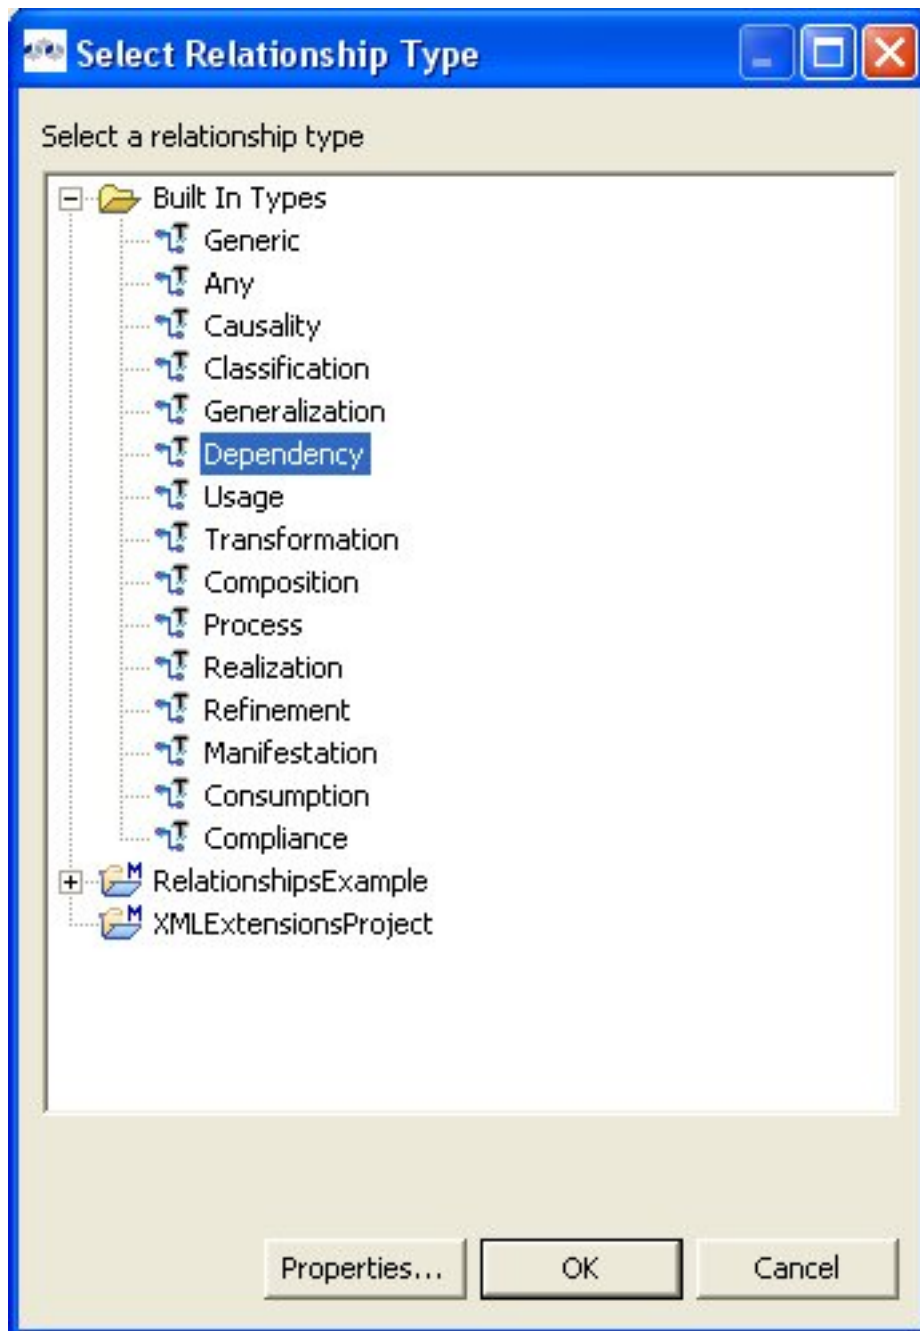 Select Relationship Type
Select a relationship type
Built In Types
Generic
Any
Causality
Classification
Generalization
Dependency
Usage
Transformation
Composition
Process
Realization
Refinement
Manifestation
Consumption
Compliance
RelationshipsExample
XMLExtensionsProject
Properties... OK Cancel